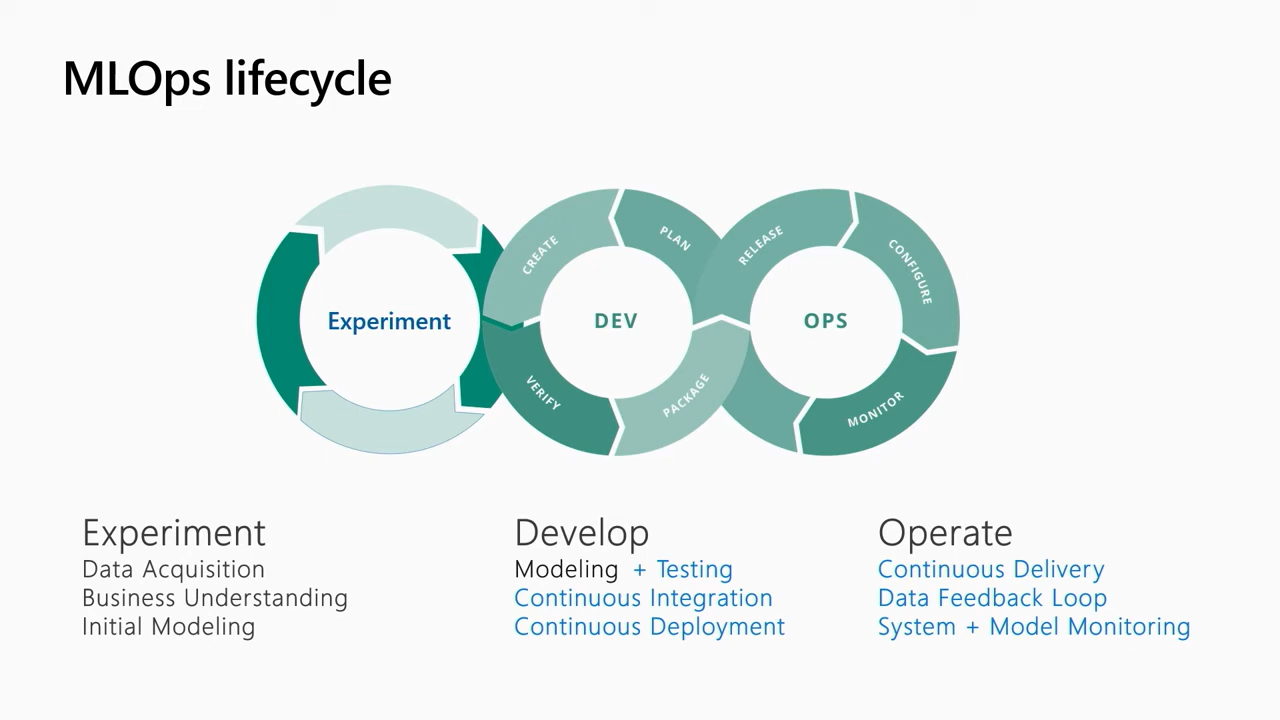 MLOps lifecycle
Experiment
CREATE
PLAN
DEV
VERIFY
PACKAGE
RELEASE
CONFIGURE
OPS
MONITOR
Experiment
Data Acquisition
Business Understanding
Initial Modeling
Develop
Modeling + Testing
Continuous Integration
Continuous Deployment
Operate
Continuous Delivery
Data Feedback Loop
System + Model Monitoring